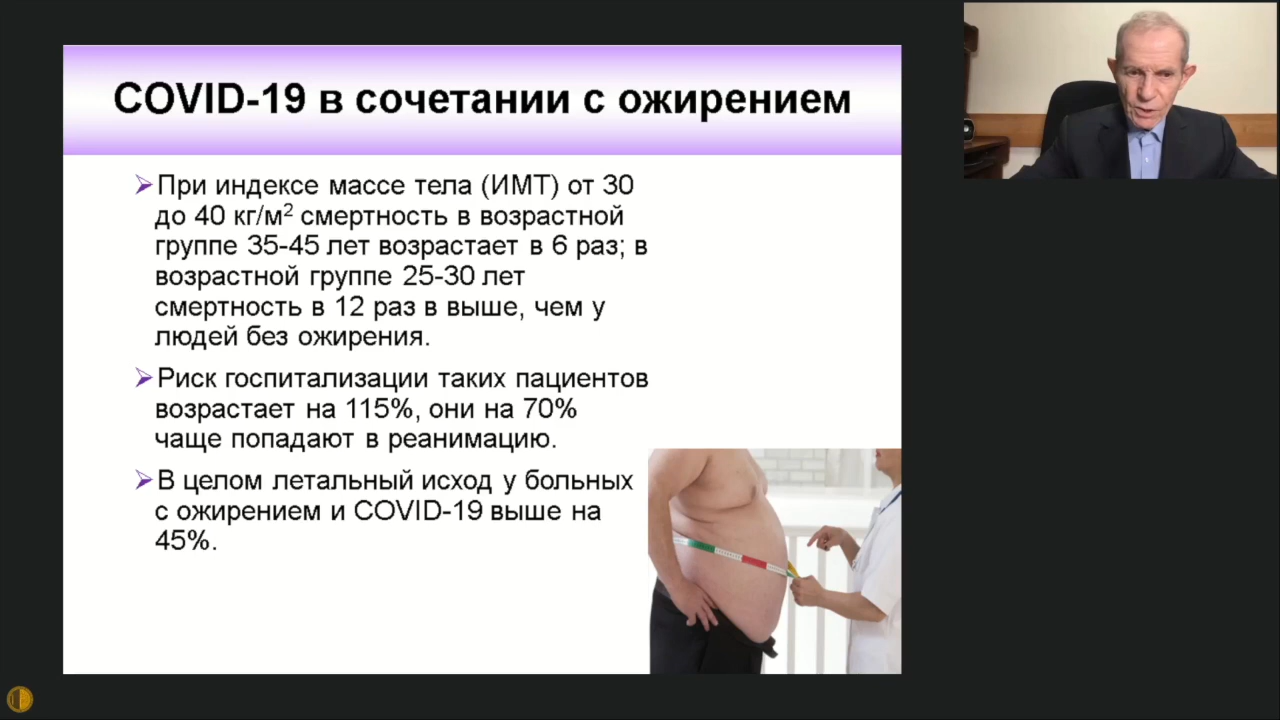 COVID-19 в сочетании с ожирением
При индексе массе тела (ИМТ) от 30
до 40 кг/м² смертность в возрастной
группе 35-45 лет возрастает в 6 раз; в
возрастной группе 25-30 лет
смертность в 12 раз в выше, чем у
людей без ожирения.
Риск госпитализации таких пациентов
возрастает на 115%, они на 70%
чаще попадают в реанимацию.
В целом летальный исход у больных
с ожирением и COVID-19 выше на
45%.